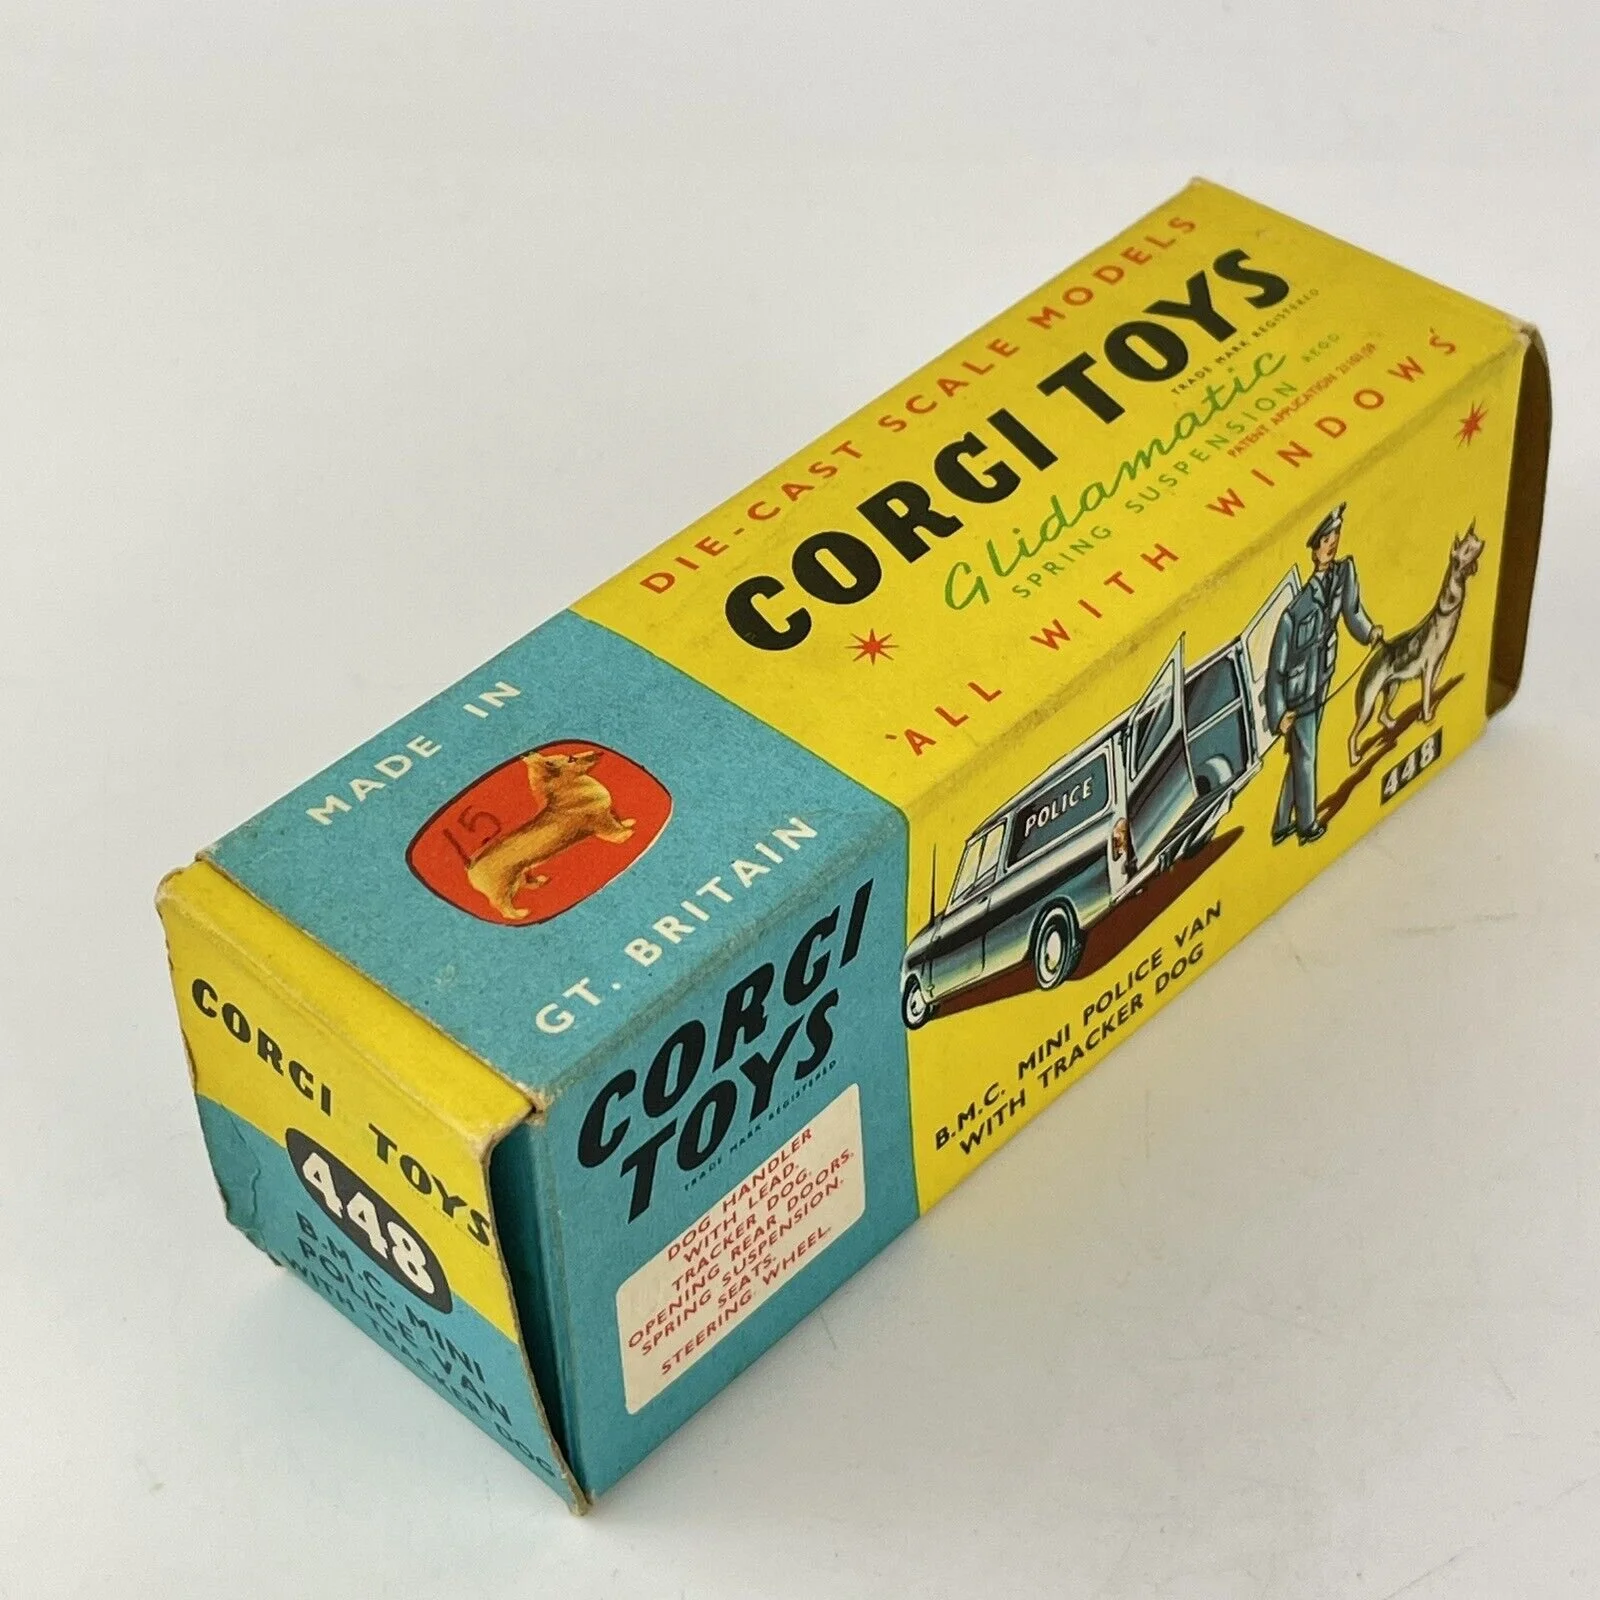 DIE-CAST SCALE MODELS
CORGI TOYS
TRADE MARK REGISTERED
Glidamatic
SPRING SUSPENSION
PATENT APPLICATION
'ALL WITH WINDOWS'
MADE IN
15
GT. BRITAIN
POLICE
448
B.M.C. MINI POLICE VAN
WITH TRACKER DOG
CORGI
TOYS
TRADE MARK REGISTERED
DOG HANDLER
WITH LEAD.
TRACKER DOG.
OPENING REAR DOORS.
SPRING SUSPENSION.
SEATS.
STEERING WHEEL.
CORGI TOYS
448
B.M.C. MINI
POLICE VAN
WITH TRACKER DOG